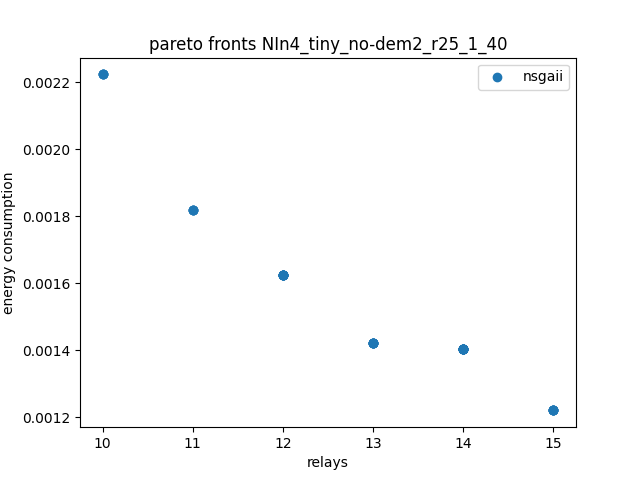 pareto fronts NIn4_tiny_no-dem2_r25_1_40
nsgaii
0.0022
0.0020
0.0018
0.0016
0.0014
0.0012
energy consumption
10 11 12 13 14 15
relays